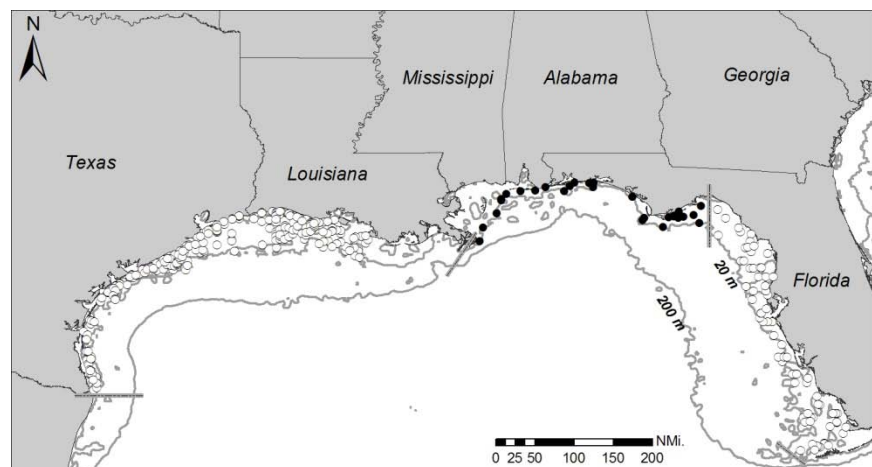 N
Mississippi
Alabama
Georgia
Texas
Louisiana
Florida
20 m
200 m
NMi.
0 25 50 100 150 200